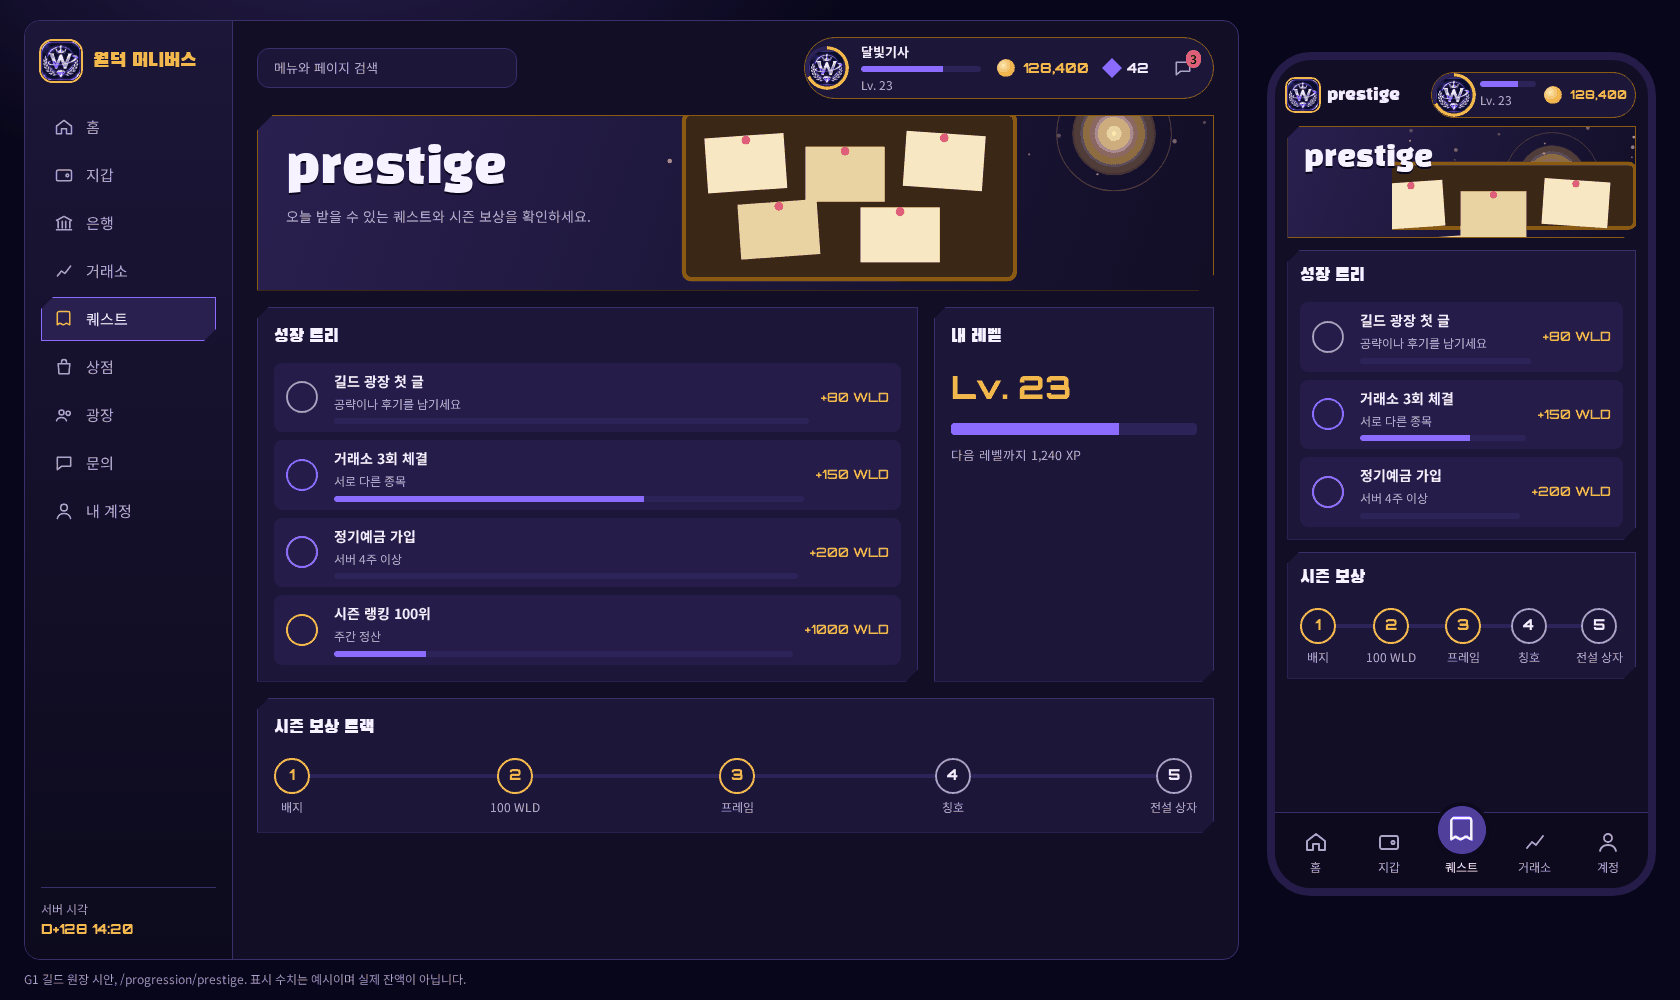 월덕 머니버스
홈
지갑
은행
거래소
퀘스트
상점
광장
문의
내 계정
서버 시각
D+128 14:20
메뉴와 페이지 검색
달빛기사
Lv. 23
128,400
42
3
prestige
오늘 받을 수 있는 퀘스트와 시즌 보상을 확인하세요.
성장 트리
길드 광장 첫 글
공략이나 후기를 남기세요
+80 WLD
거래소 3회 체결
서로 다른 종목
+150 WLD
정기예금 가입
서버 4주 이상
+200 WLD
시즌 랭킹 100위
주간 정산
+1000 WLD
내 레벨
Lv. 23
다음 레벨까지 1,240 XP
시즌 보상 트랙
1
2
3
4
5
배지
100 WLD
프레임
칭호
전설 상자
G1 길드 원장 시안, /progression/prestige. 표시 수치는 예시이며 실제 잔액이 아닙니다.
prestige
Lv. 23
128,400
prestige
성장 트리
길드 광장 첫 글
공략이나 후기를 남기세요
+80 WLD
거래소 3회 체결
서로 다른 종목
+150 WLD
정기예금 가입
서버 4주 이상
+200 WLD
시즌 보상
1
2
3
4
5
배지
100 WLD
프레임
칭호
전설 상자
홈
지갑
퀘스트
거래소
계정